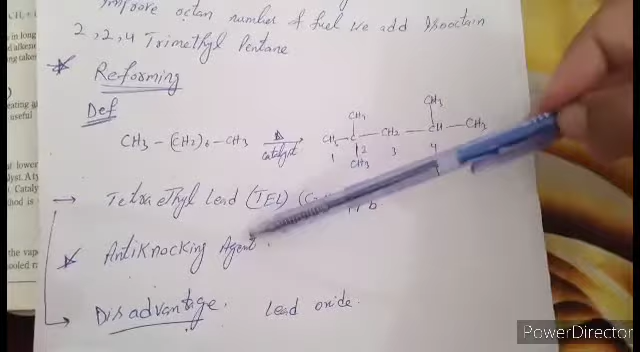 Improve octan number of fuel we add Isooctain
2,2,4 Trimethyl Pentane
Reforming
Def
CH3 CH3
CH3 – (CH2)6 – CH3 Δ catalyst CH3 – C – CH2 – CH – CH3
1 2 3 4
CH3
→ Tetra ethyl Lead (TEL)
Antiknocking Agent.
Disadvantage. Lead oxide.
PowerDirector